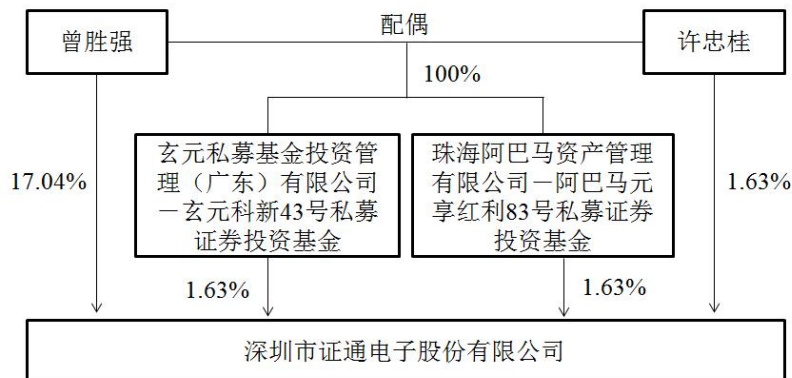 配偶
曾胜强
许忠桂
100%
玄元私募基金投资管
理（广东）有限公司
－玄元科新43号私募
证券投资基金
珠海阿巴马资产管理
有限公司－阿巴马元
享红利83号私募证券
投资基金
17.04%
1.63%
1.63%
1.63%
深圳市证通电子股份有限公司